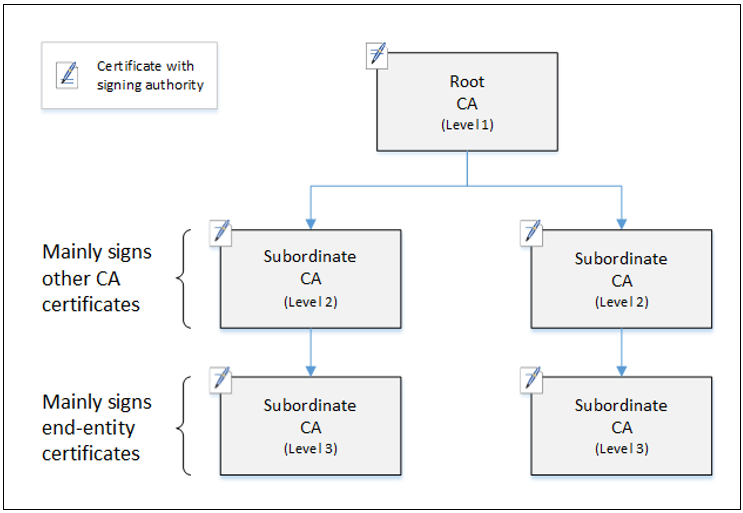 Certificate with
signing authority
Root
CA
(Level 1)
Mainly signs
other CA
certificates
Subordinate
CA
(Level 2)
Subordinate
CA
(Level 2)
Mainly signs
end-entity
certificates
Subordinate
CA
(Level 3)
Subordinate
CA
(Level 3)